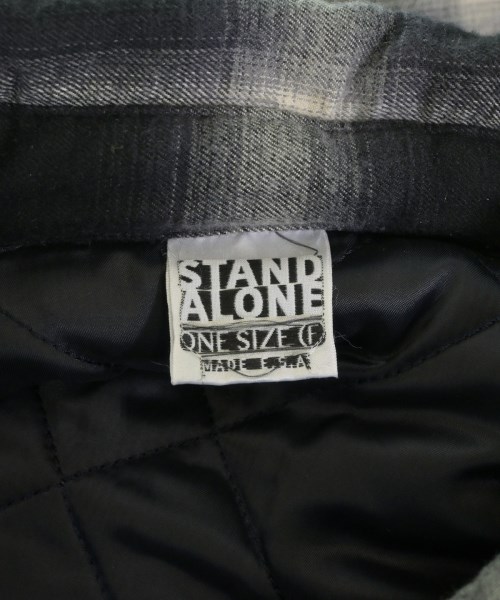 STAND
ALONE
ONE SIZE (F
MADE E.S.A